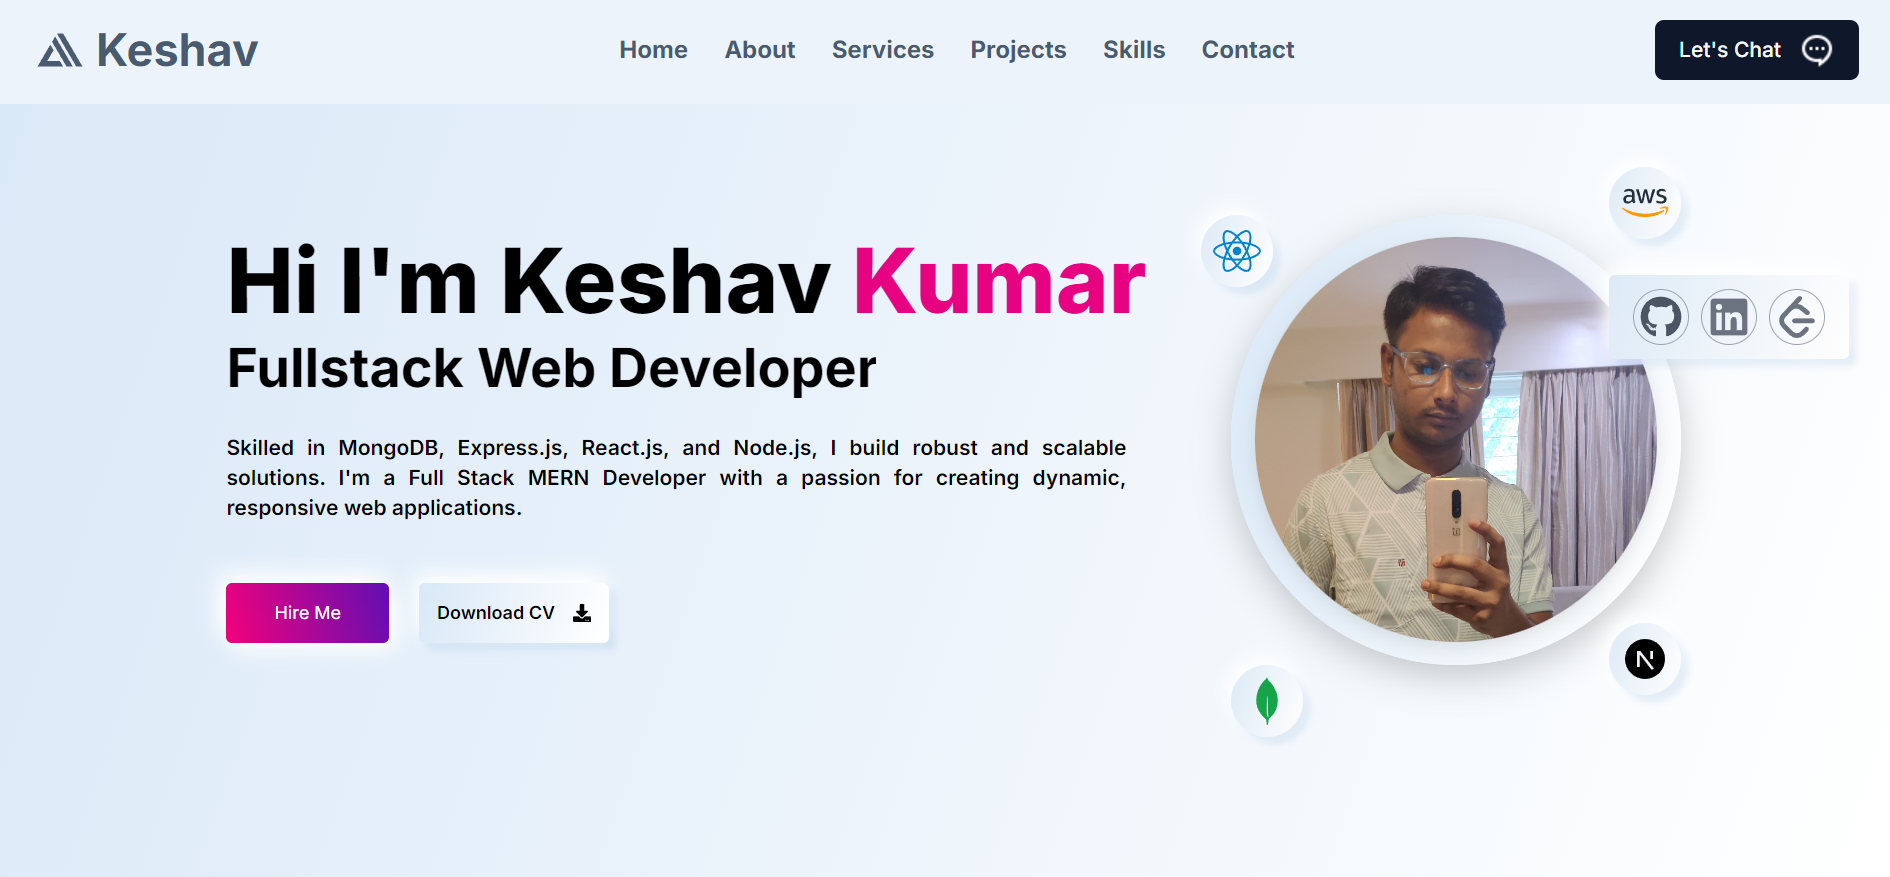 Keshav
Home About Services Projects Skills Contact
Let's Chat
aws
Hi I'm Keshav Kumar
Fullstack Web Developer
in
Skilled in MongoDB, Express.js, React.js, and Node.js, I build robust and scalable
solutions. I'm a Full Stack MERN Developer with a passion for creating dynamic,
responsive web applications.
Hire Me
Download CV
N